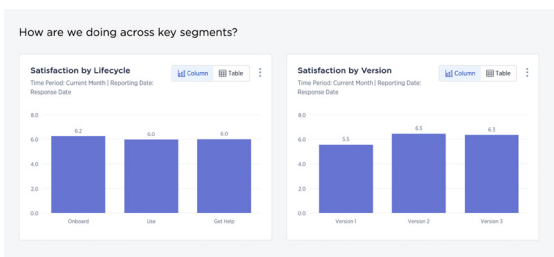 How are we doing across key segments?
Satisfaction by Lifecycle
Column
Table
Time Period: Current Month | Reporting Date:
Response Date
8.0
6.0
4.0
2.0
0.0
6.2
6.0
6.0
Onboard
Use
Get Help
Satisfaction by Version
Column
Table
Time Period: Current Month | Reporting Date:
Response Date
8.0
6.0
4.0
2.0
0.0
5.5
6.5
6.3
Version 1
Version 2
Version 3